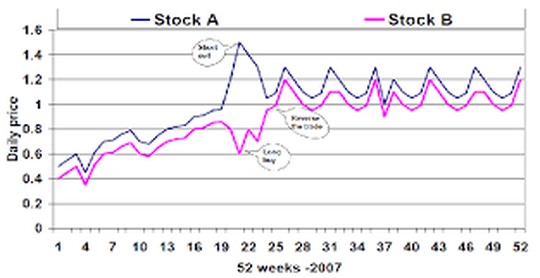 Stock A Stock B
1.6
1.4
1.2
1
0.8
0.6
0.4
0.2
0
Daily price
Short
sell
Reverse
the trade
Long
buy
1 4 7 10 13 16 19 22 25 28 31 34 37 40 43 46 49 52
52 weeks -2007